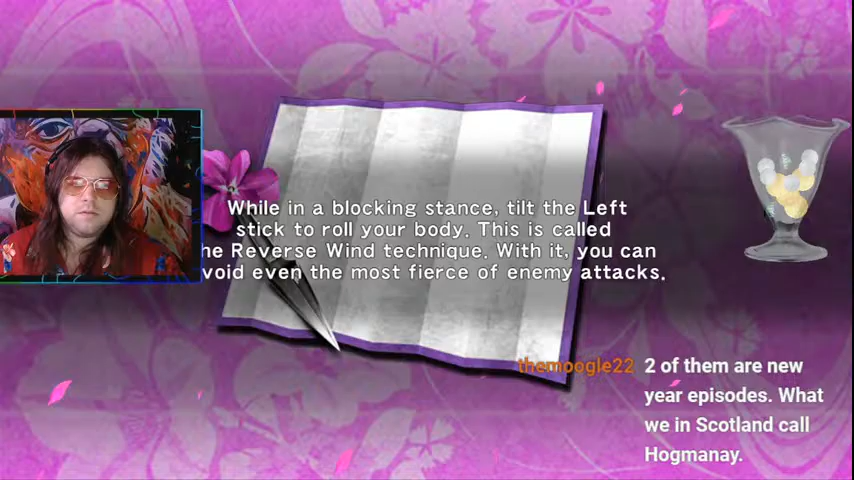 While in a blocking stance, tilt the Left
stick to roll your body. This is called
he Reverse Wind technique. With it, you can
void even the most fierce of enemy attacks.
themoogle22 2 of them are new
year episodes. What
we in Scotland call
Hogmanay.